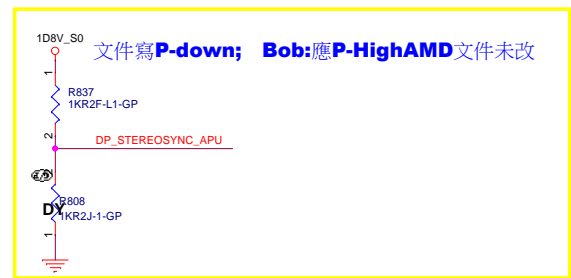 1D8V_S0
文件寫P-down; Bob:應P-HighAMD文件未改
1
R837
1KR2F-L1-GP
2
DP_STEREOSYNC_APU
2
R808
DY
1KR2J-1-GP
1